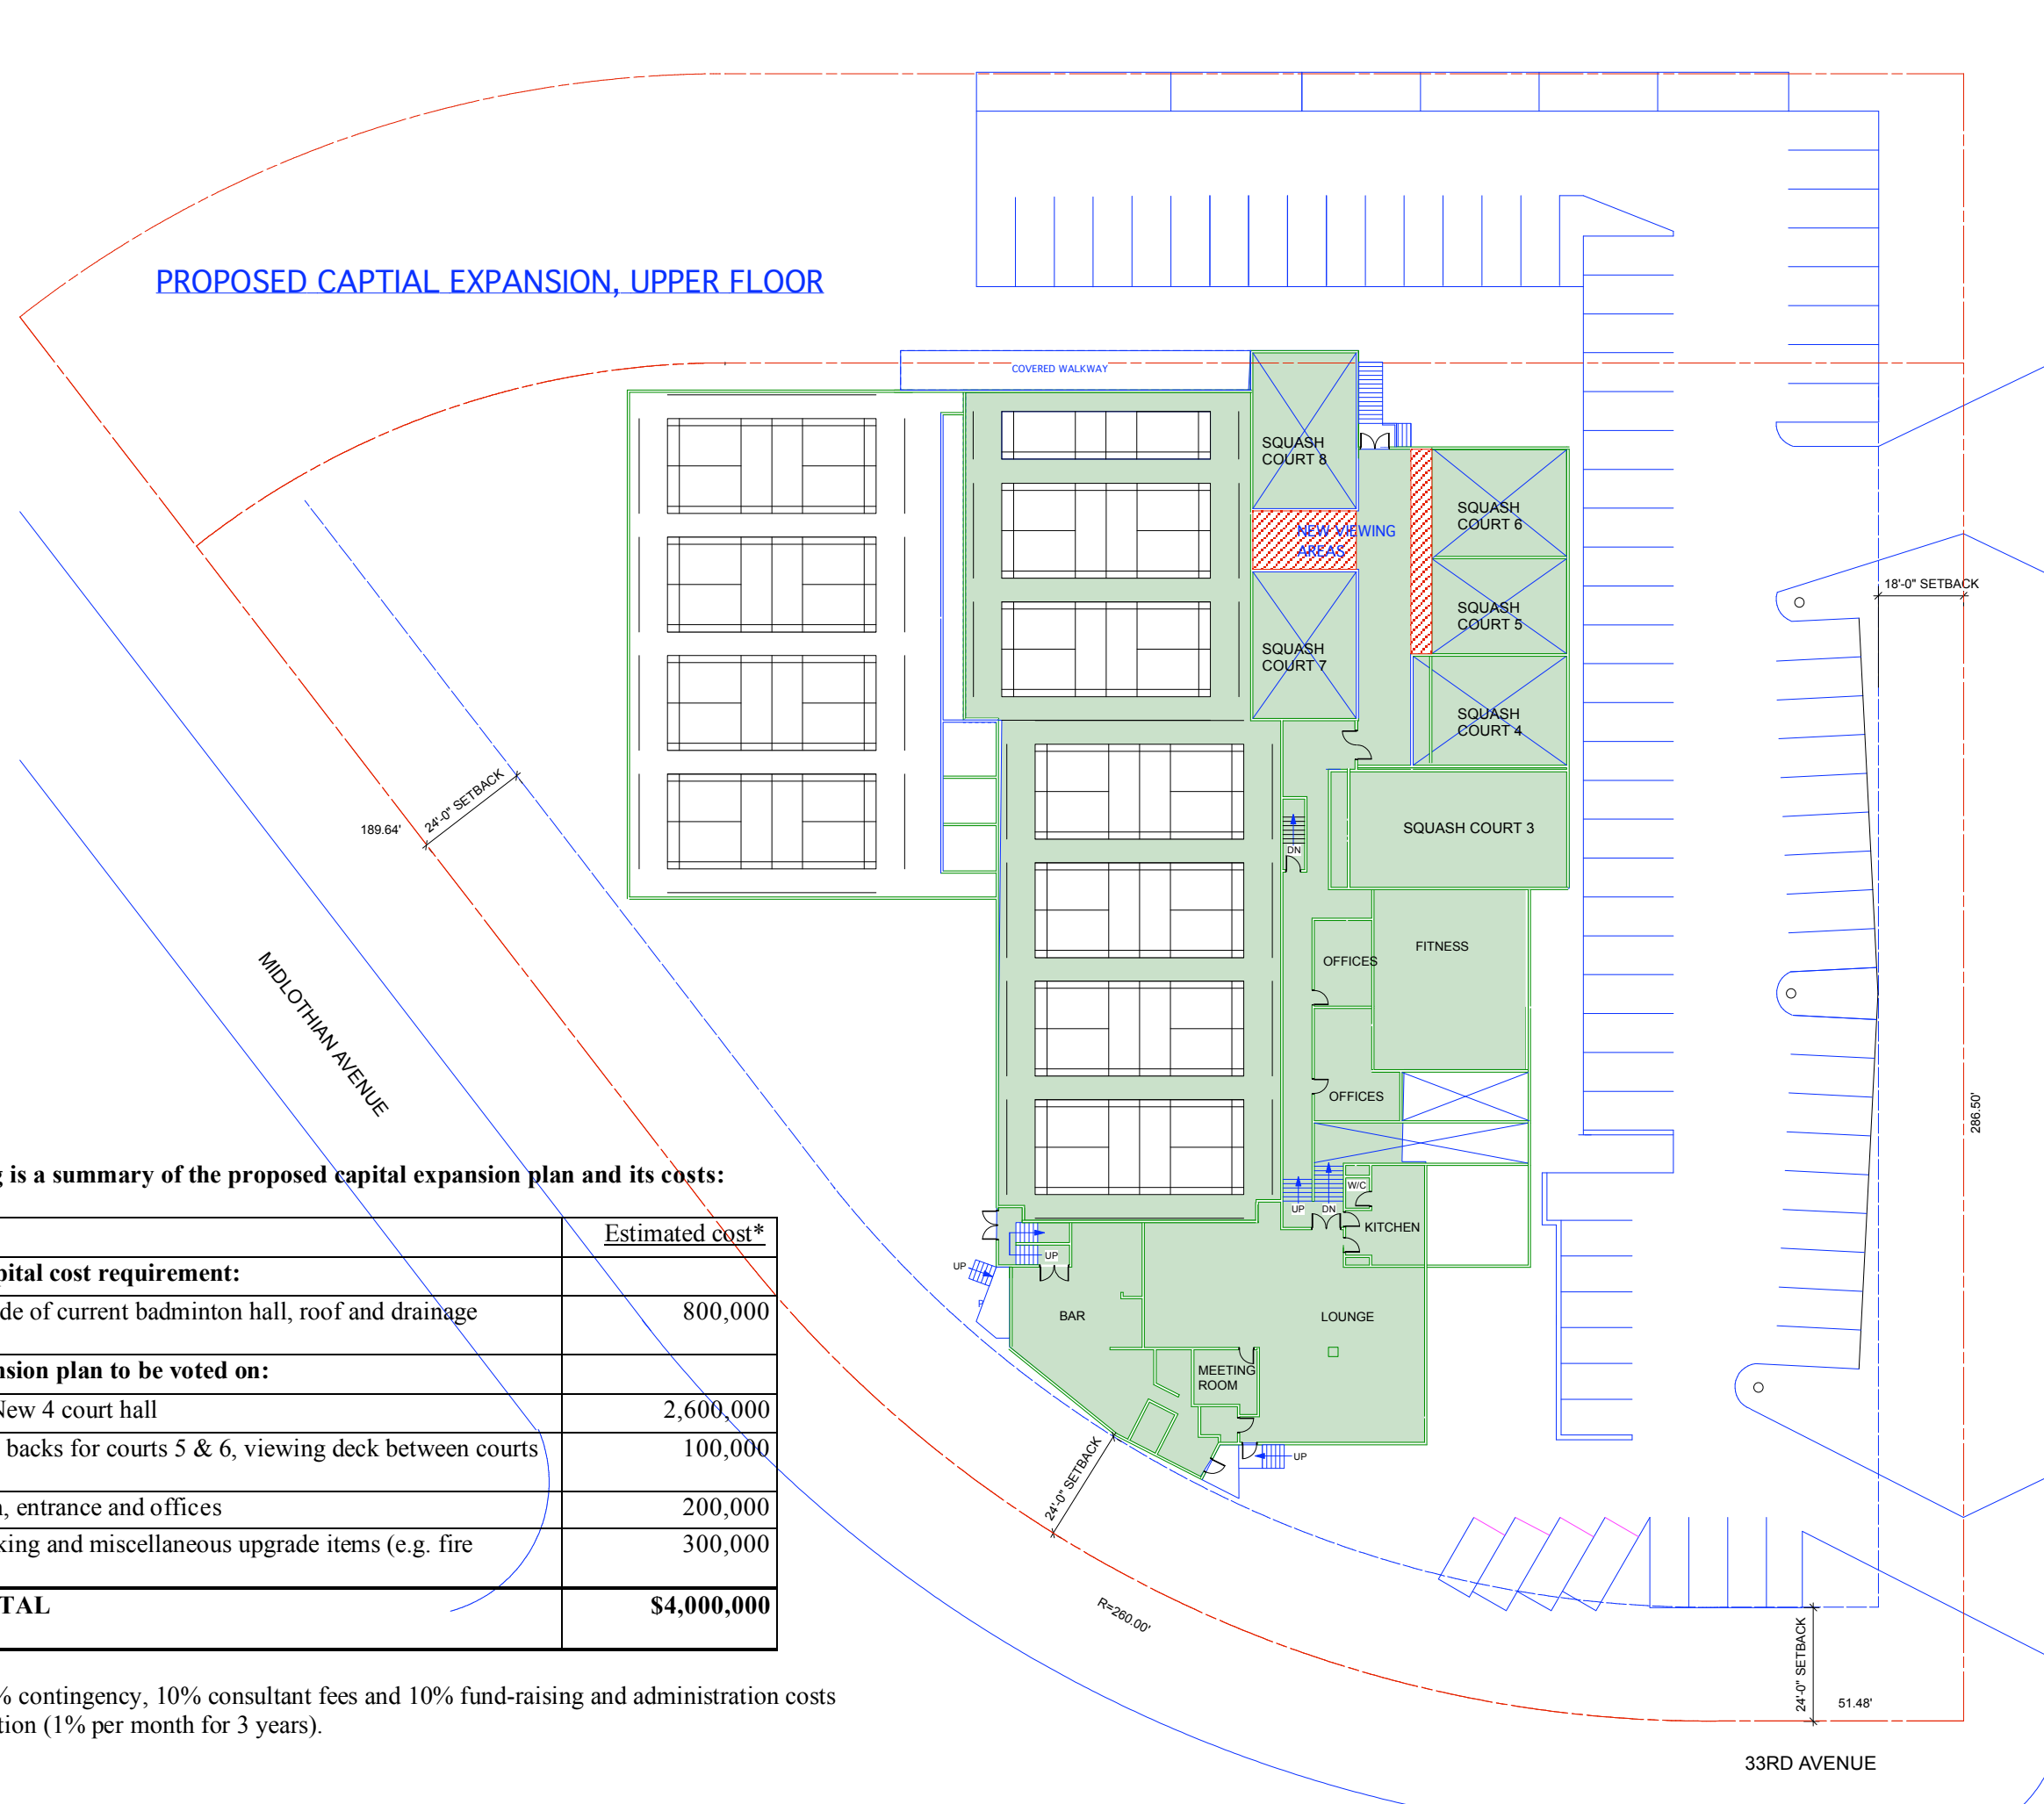 PROPOSED CAPTIAL EXPANSION, UPPER FLOOR
COVERED WALKWAY
SQUASH
COURT 8
NEW VIEWING
AREAS
SQUASH
COURT 6
SQUASH
COURT 5
SQUASH
COURT 7
SQUASH
COURT 4
18'-0" SETBACK
24'-0" SETBACK
189.64'
SQUASH COURT 3
DN
MIDLOTHIAN AVENUE
FITNESS
OFFICES
OFFICES
286.50'
W/C
UP
DN
KITCHEN
UP
UP
P
BAR
LOUNGE
MEETING
ROOM
UP
24'-0" SETBACK
R=260.00'
24'-0" SETBACK
51.48'
33RD AVENUE
g is a summary of the proposed capital expansion plan and its costs:
Estimated cost*
pital cost requirement:
de of current badminton hall, roof and drainage 800,000
nsion plan to be voted on:
New 4 court hall 2,600,000
backs for courts 5 & 6, viewing deck between courts 100,000
n, entrance and offices 200,000
king and miscellaneous upgrade items (e.g. fire 300,000
TAL $4,000,000
% contingency, 10% consultant fees and 10% fund-raising and administration costs
tion (1% per month for 3 years).